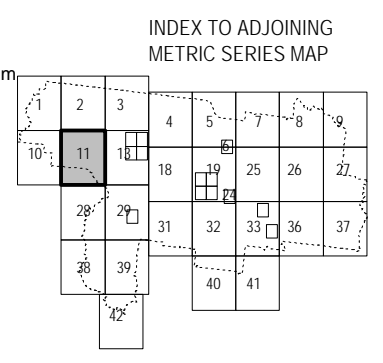 INDEX TO ADJOINING
METRIC SERIES MAP
m
1 2 3
4 5 7 8 9
6
10 11 13
18 19 25 26 27
24
28 29
31 32 33 36 37
38 39
40 41
42